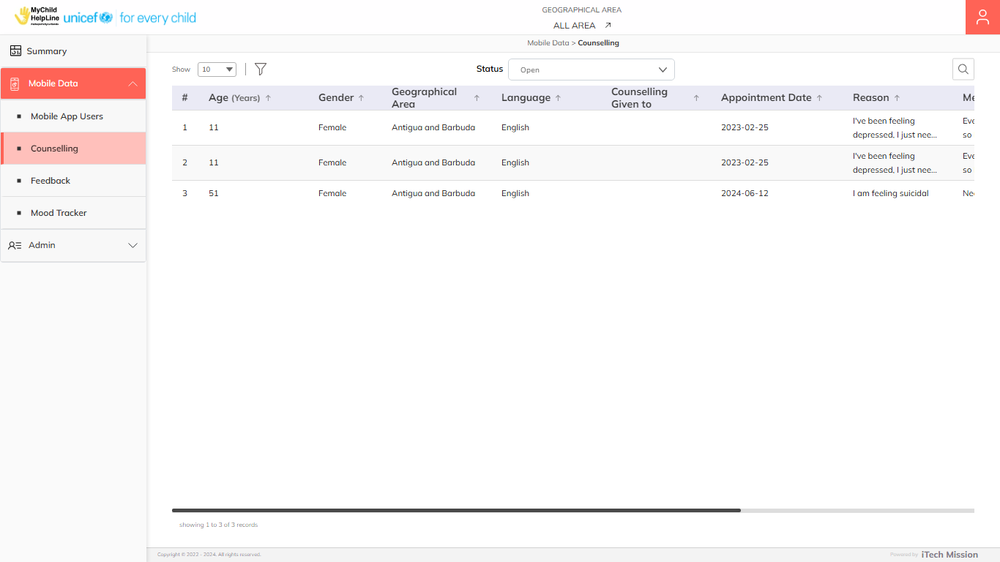 MyChild
HelpLine
unicef for every child
GEOGRAPHICAL AREA
ALL AREA
Summary
Mobile Data
Mobile App Users
Counselling
Feedback
Mood Tracker
Admin
Mobile Data > Counselling
Show 10 Status Open
# Age (Years) Gender Geographical Area Language Counselling Given to Appointment Date Reason Me
1 11 Female Antigua and Barbuda English 2023-02-25 I've been feeling depressed, I just nee... Eve so
2 11 Female Antigua and Barbuda English 2023-02-25 I've been feeling depressed, I just nee... Eve so
3 51 Female Antigua and Barbuda English 2024-06-12 I am feeling suicidal Nee
showing 1 to 3 of 3 records
Copyright © 2022 - 2024. All rights reserved.
Powered by iTech Mission